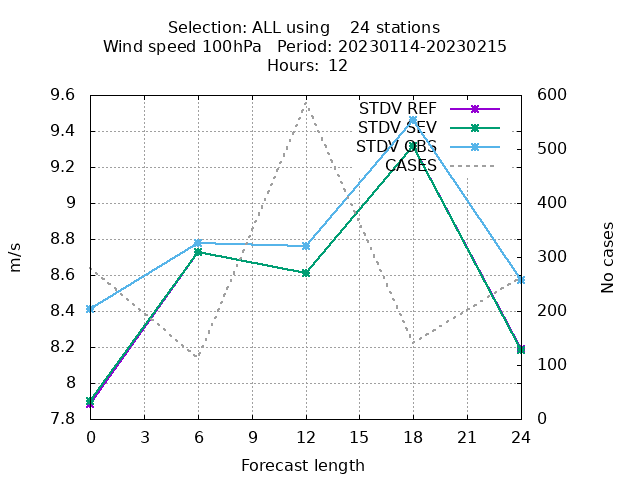 Selection: ALL using    24 stations
Wind speed 100hPa   Period: 20230114-20230215
Hours: 12
STDV REF
STDV SEV
STDV OBS
CASES
9.6
9.4
9.2
9
8.8
8.6
8.4
8.2
8
7.8
m/s
600
500
400
300
200
100
0
No cases
0 3 6 9 12 15 18 21 24
Forecast length